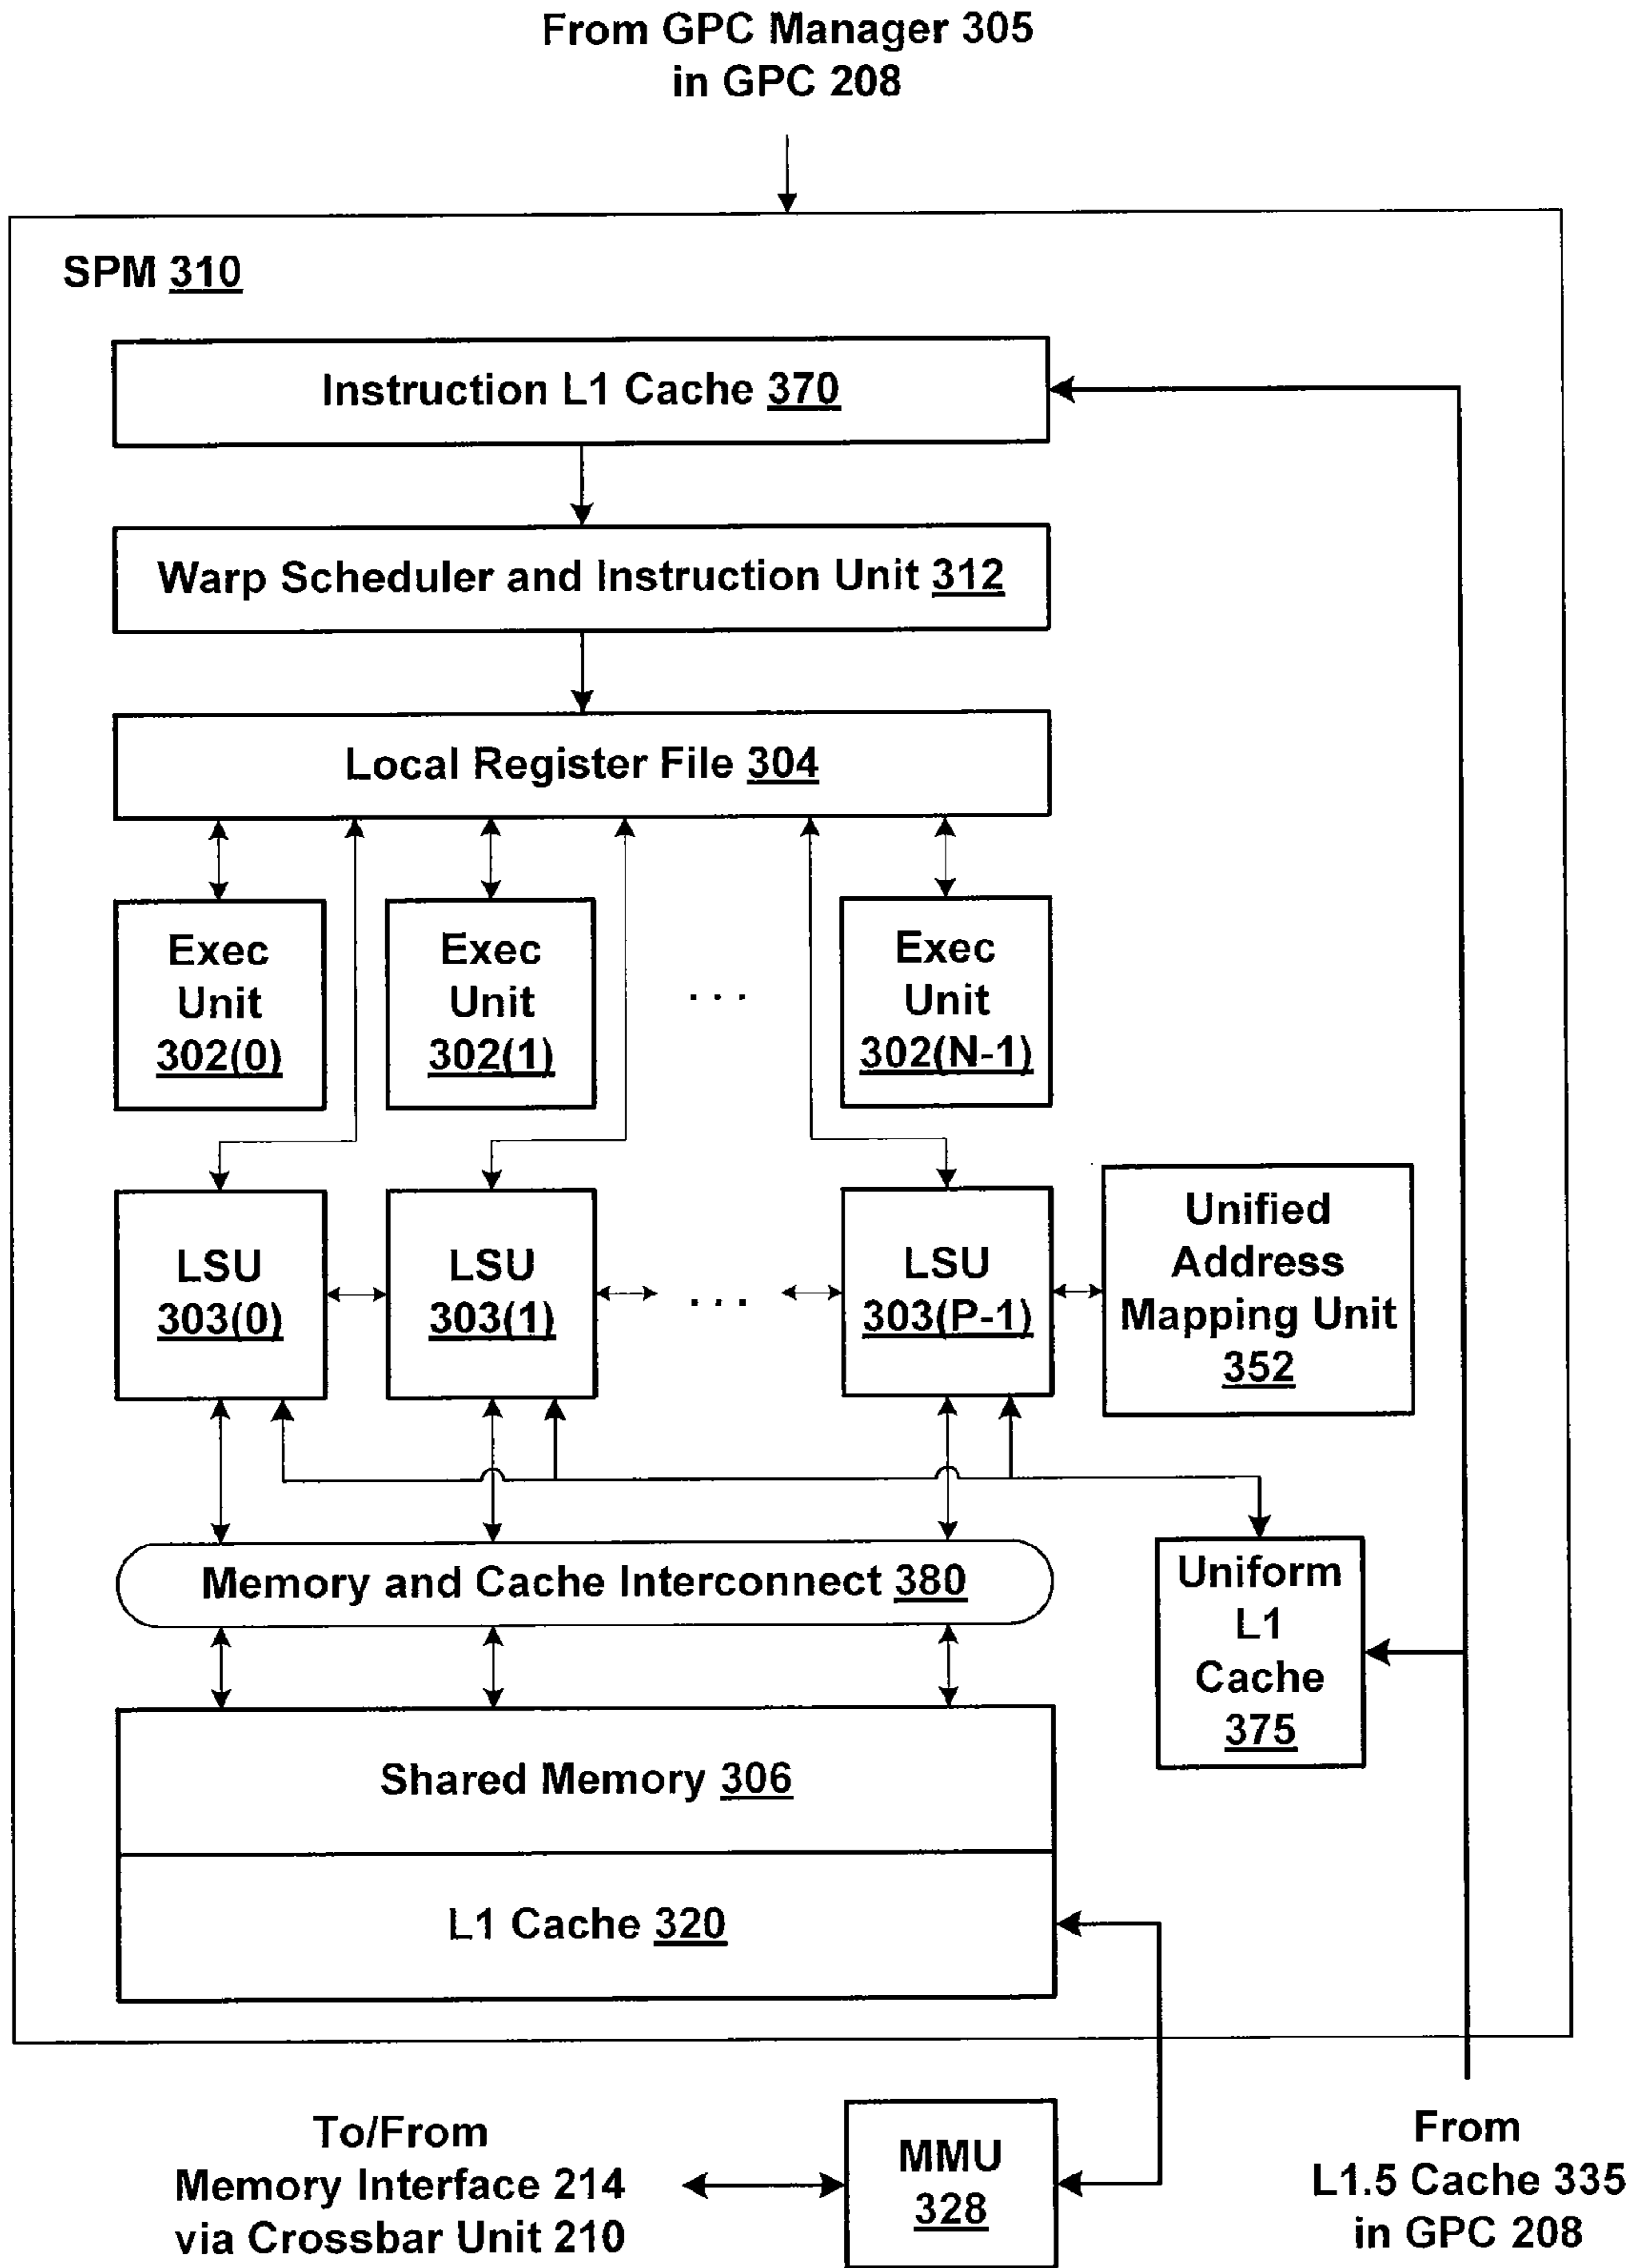 From GPC Manager 305
in GPC 208
SPM 310
Instruction L1 Cache 370
Warp Scheduler and Instruction Unit 312
Local Register File 304
Exec
Unit
302(0)
Exec
Unit
302(1)
. . .
Exec
Unit
302(N-1)
LSU
303(0)
LSU
303(1)
. . .
LSU
303(P-1)
Unified
Address
Mapping Unit
352
Memory and Cache Interconnect 380
Uniform
L1
Cache
375
Shared Memory 306
L1 Cache 320
To/From
Memory Interface 214
via Crossbar Unit 210
MMU
328
From
L1.5 Cache 335
in GPC 208